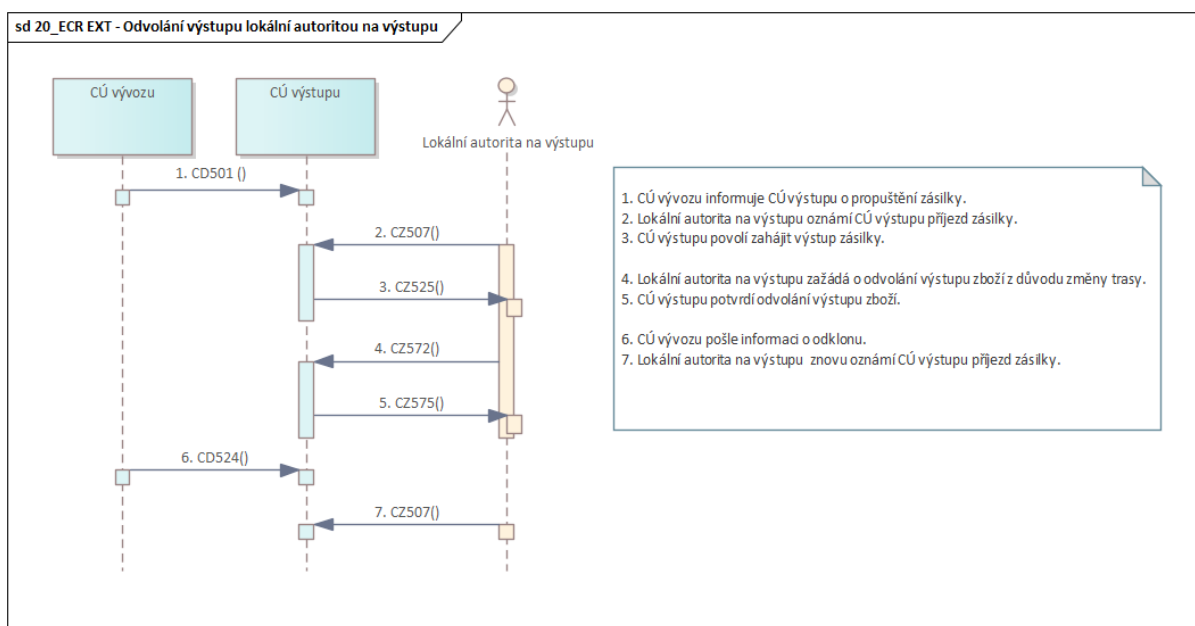 sd 20_ECR EXT - Odvolání výstupu lokální autoritou na výstupu
CÚ vývozu
CÚ výstupu
Lokální autorita na výstupu
1. CD501 ()
2. CZ507()
3. CZ525()
4. CZ572()
5. CZ575()
6. CD524()
7. CZ507()
1. CÚ vývozu informuje CÚ výstupu o propuštění zásilky.
2. Lokální autorita na výstupu oznámí CÚ výstupu příjezd zásilky.
3. CÚ výstupu povolí zahájit výstup zásilky.
4. Lokální autorita na výstupu zažádá o odvolání výstupu zboží z důvodu změny trasy.
5. CÚ výstupu potvrdí odvolání výstupu zboží.
6. CÚ vývozu pošle informaci o odklonu.
7. Lokální autorita na výstupu znovu oznámí CÚ výstupu příjezd zásilky.